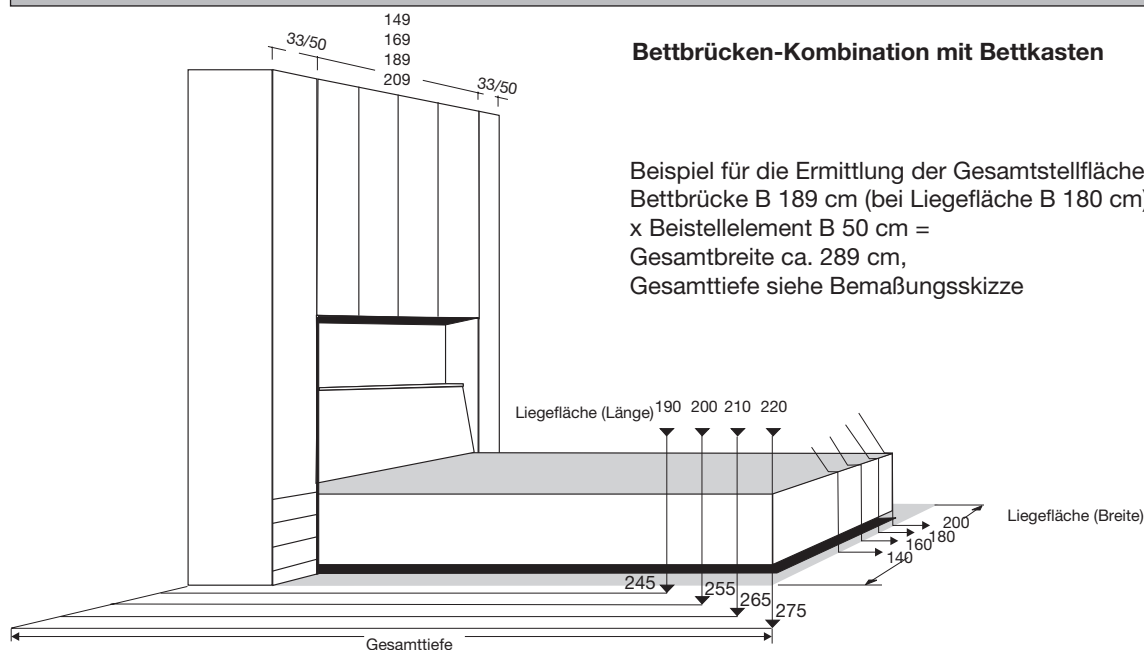 149
169
189
209
33/50
33/50
Bettbrücken-Kombination mit Bettkasten
Beispiel für die Ermittlung der Gesamtstellfläche
Bettbrücke B 189 cm (bei Liegefläche B 180 cm)
x Beistellelement B 50 cm =
Gesamtbreite ca. 289 cm,
Gesamttiefe siehe Bemaßungsskizze
Liegefläche (Länge) 190 200 210 220
Liegefläche (Breite)
200
180
160
140
245
255
265
275
Gesamttiefe